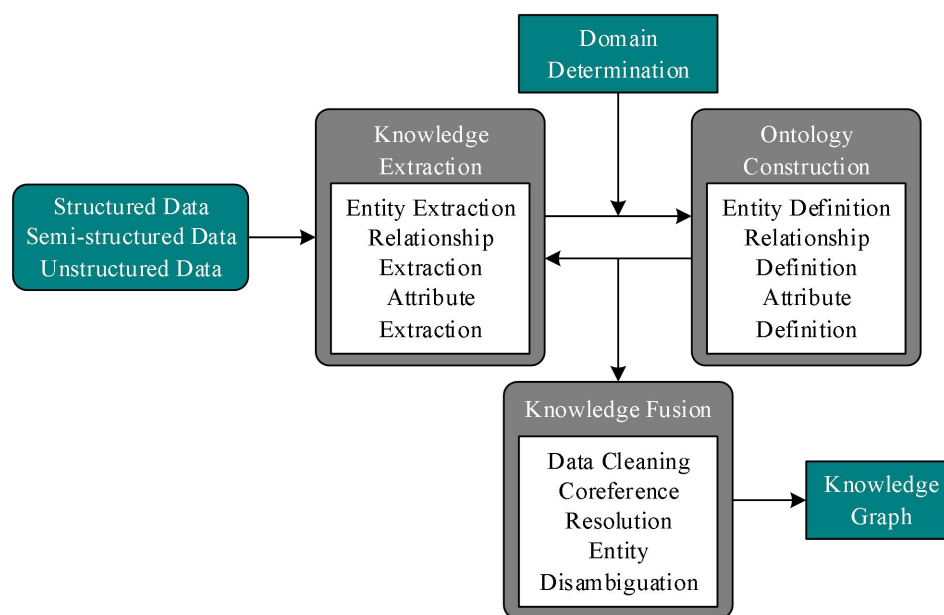 Domain
Determination
Knowledge
Extraction
Entity Extraction
Relationship
Extraction
Attribute
Extraction
Ontology
Construction
Entity Definition
Relationship
Definition
Attribute
Definition
Structured Data
Semi-structured Data
Unstructured Data
Knowledge Fusion
Data Cleaning
Coreference
Resolution
Entity
Disambiguation
Knowledge
Graph